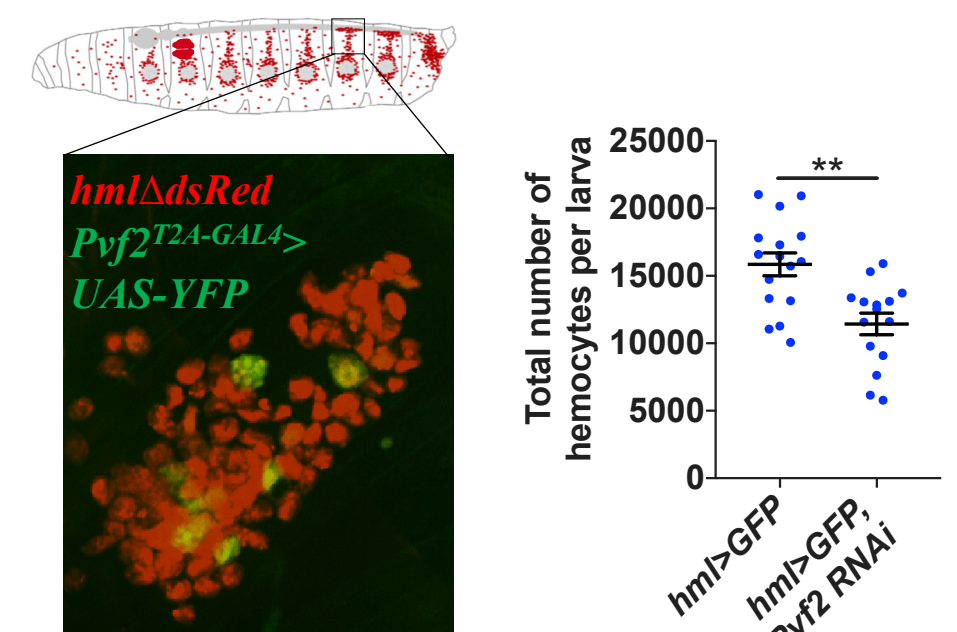 hmlΔdsRed
Pvf2T2A-GAL4>
UAS-YFP
Total number of
hemocytes per larva
25000
20000
15000
10000
5000
0
**
hml>GFP
hml>GFP,
Pvf2 RNAi